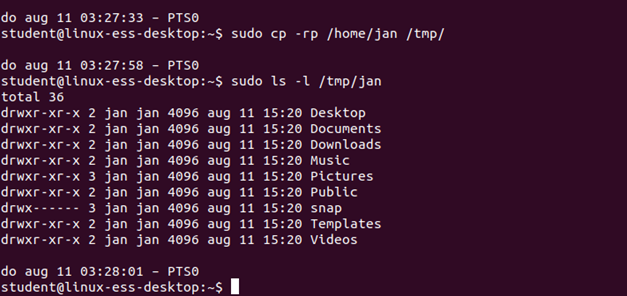 do aug 11 03:27:33 – PTS0
student@linux-ess-desktop:~$ sudo cp -rp /home/jan /tmp/
do aug 11 03:27:58 – PTS0
student@linux-ess-desktop:~$ sudo ls -l /tmp/jan
total 36
drwxr-xr-x 2 jan jan 4096 aug 11 15:20 Desktop
drwxr-xr-x 2 jan jan 4096 aug 11 15:20 Documents
drwxr-xr-x 2 jan jan 4096 aug 11 15:20 Downloads
drwxr-xr-x 2 jan jan 4096 aug 11 15:20 Music
drwxr-xr-x 3 jan jan 4096 aug 11 15:20 Pictures
drwxr-xr-x 2 jan jan 4096 aug 11 15:20 Public
drwx------ 3 jan jan 4096 aug 11 15:20 snap
drwxr-xr-x 2 jan jan 4096 aug 11 15:20 Templates
drwxr-xr-x 2 jan jan 4096 aug 11 15:20 Videos
do aug 11 03:28:01 – PTS0
student@linux-ess-desktop:~$